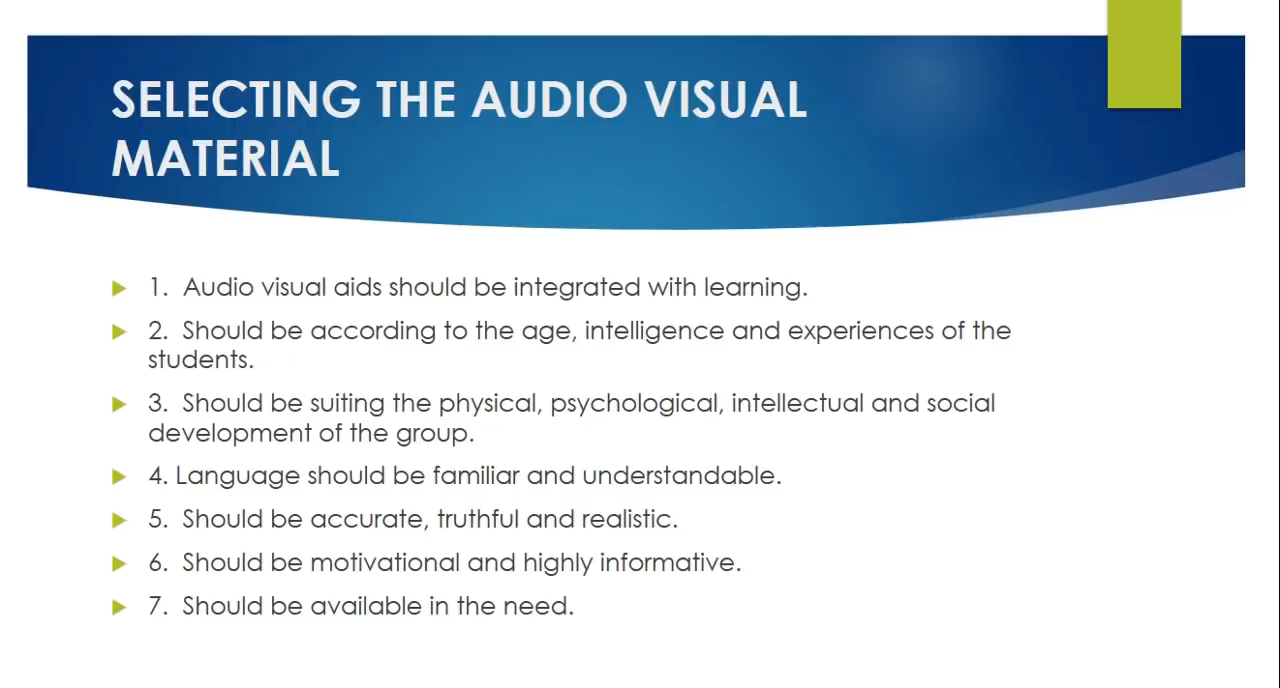 SELECTING THE AUDIO VISUAL
MATERIAL
1. Audio visual aids should be integrated with learning.
2. Should be according to the age, intelligence and experiences of the
students.
3. Should be suiting the physical, psychological, intellectual and social
development of the group.
4. Language should be familiar and understandable.
5. Should be accurate, truthful and realistic.
6. Should be motivational and highly informative.
7. Should be available in the need.